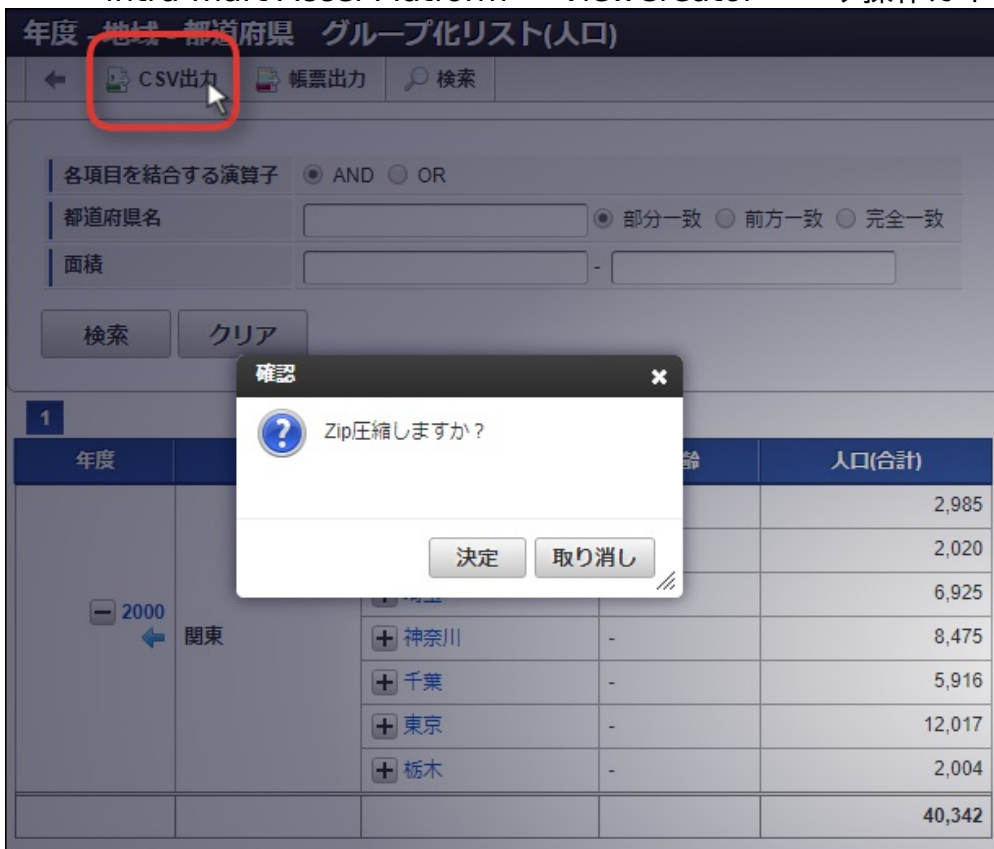 年度 - 地域 - 都道府県　グループ化リスト(人口)
CSV出力 帳票出力 検索
各項目を結合する演算子 AND OR
都道府県名 部分一致 前方一致 完全一致
面積 -
検索 クリア
確認
Zip圧縮しますか？
決定 取り消し
1
年度 人口(合計)
2,985
2,020
6,925
2000 関東 神奈川 - 8,475
千葉 - 5,916
東京 - 12,017
栃木 - 2,004
40,342